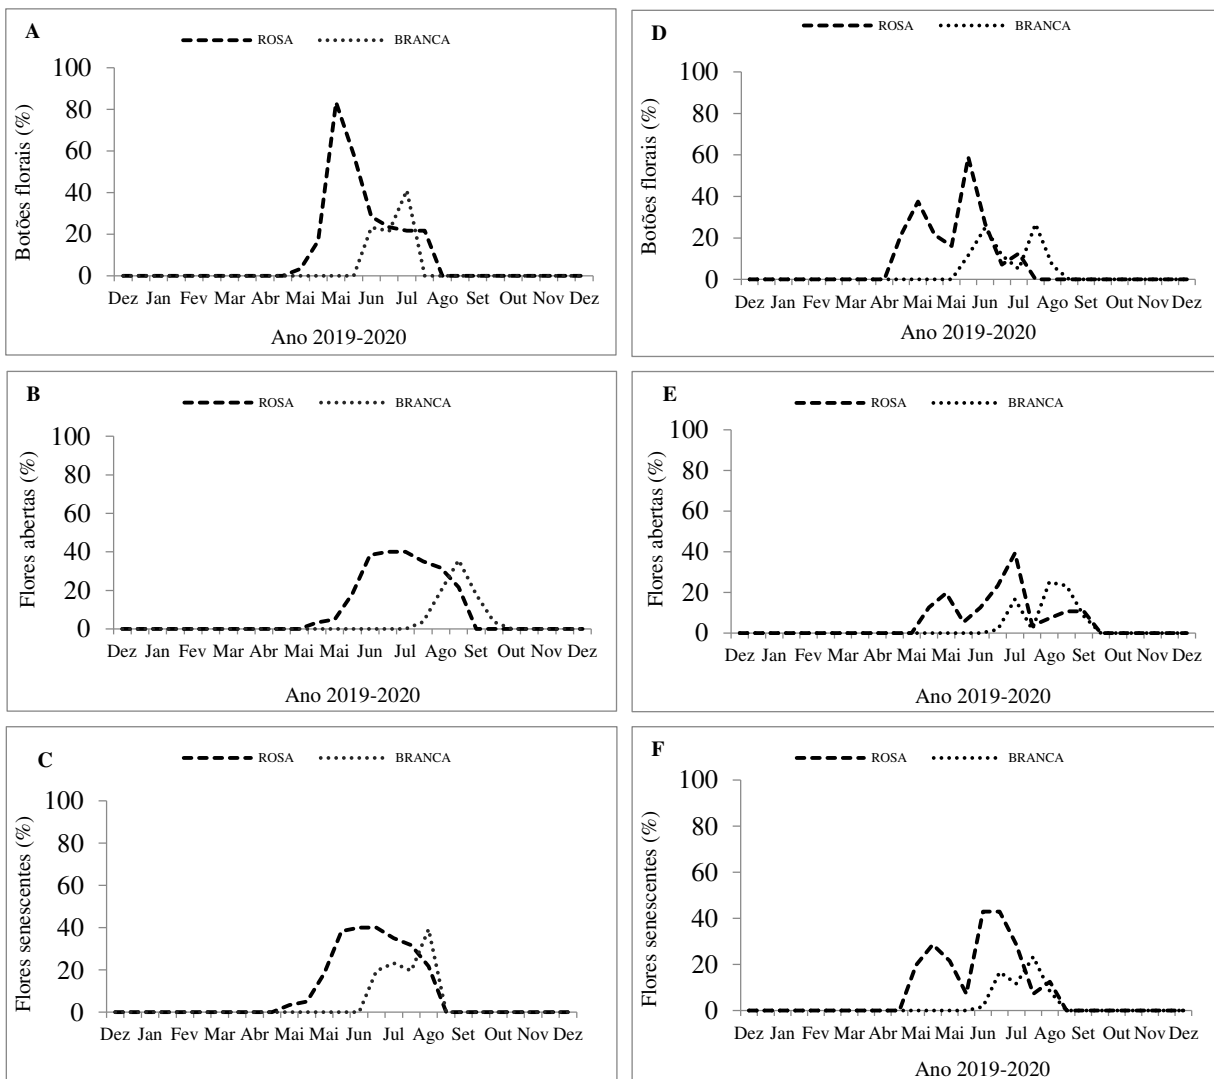 A
ROSA BRANCA
Botões florais (%)
100
80
60
40
20
0
Dez Jan Fev Mar Abr Mai Mai Jun Jul Ago Set Out Nov Dez
Ano 2019-2020
D
ROSA BRANCA
Botões florais (%)
100
80
60
40
20
0
Dez Jan Fev Mar Abr Mai Mai Jun Jul Ago Set Out Nov Dez
Ano 2019-2020
B
ROSA BRANCA
Flores abertas (%)
100
80
60
40
20
0
Dez Jan Fev Mar Abr Mai Mai Jun Jul Ago Set Out Nov Dez
Ano 2019-2020
E
ROSA BRANCA
Flores abertas (%)
100
80
60
40
20
0
Dez Jan Fev Mar Abr Mai Mai Jun Jul Ago Set Out Nov Dez
Ano 2019-2020
C
ROSA BRANCA
Flores senescentes (%)
100
80
60
40
20
0
Dez Jan Fev Mar Abr Mai Mai Jun Jul Ago Set Out Nov Dez
F
ROSA BRANCA
Flores senescentes (%)
100
80
60
40
20
0
Dez Jan Fev Mar Abr Mai Mai Jun Jul Ago Set Out Nov Dez
Ano 2019-2020